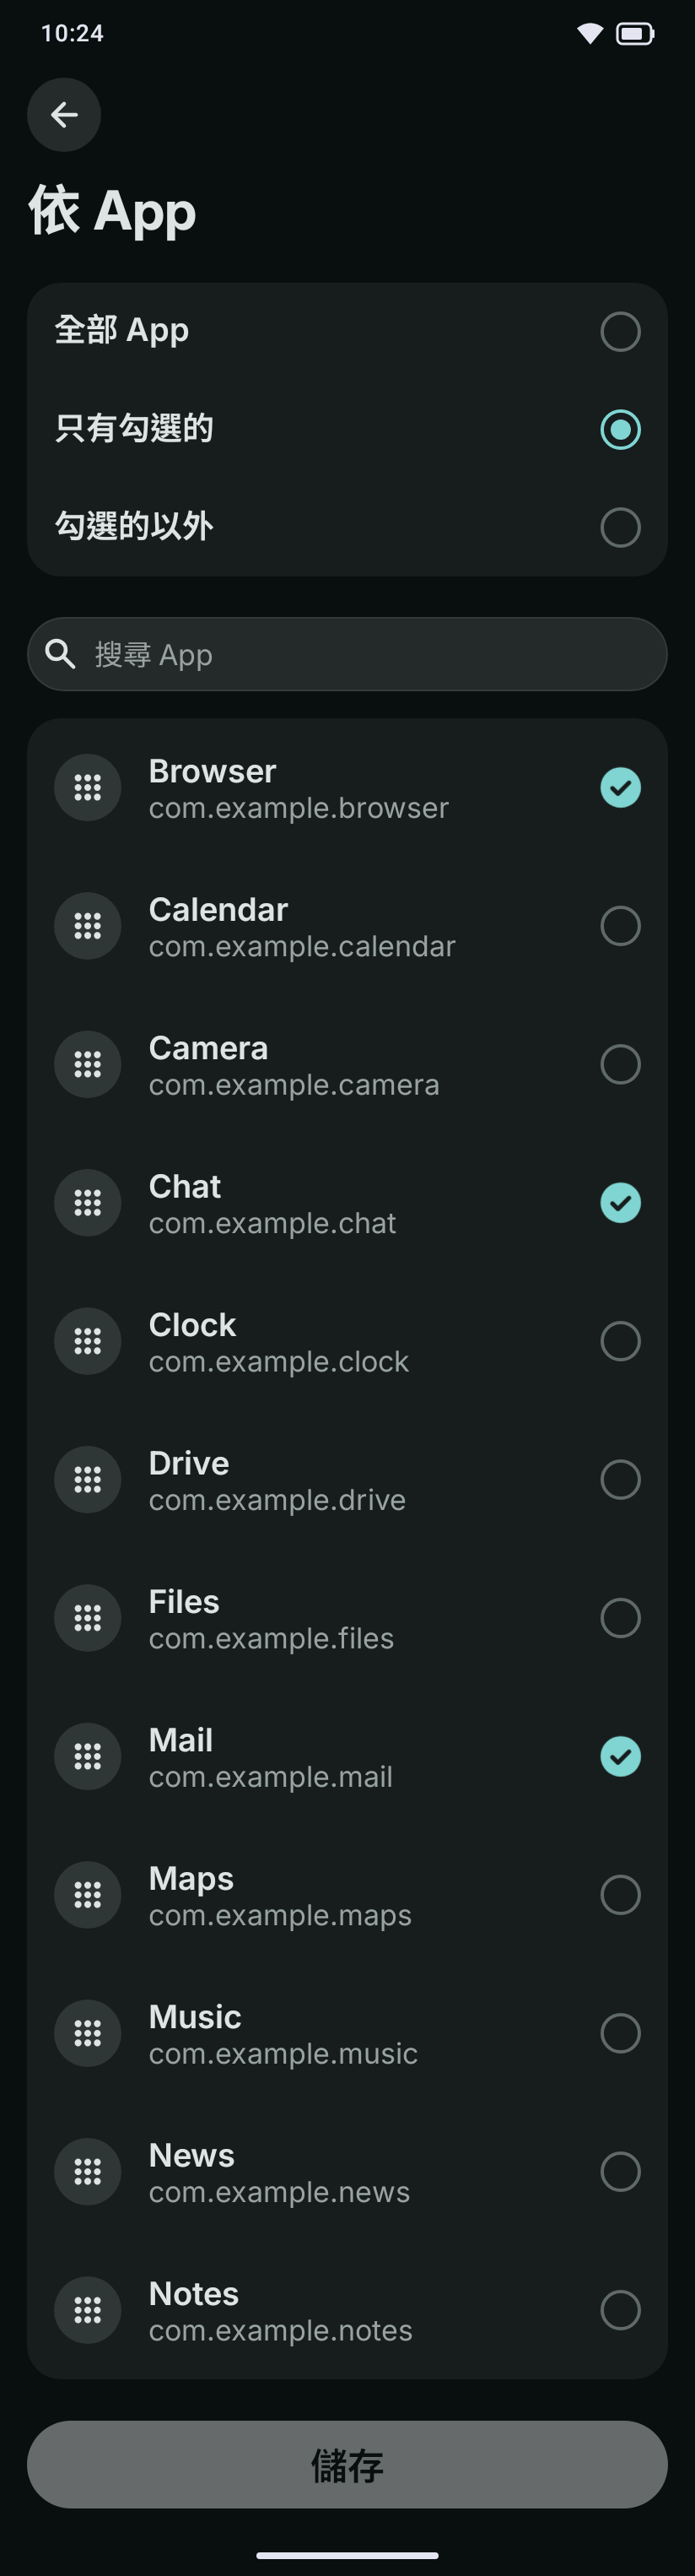 10:24
依 App
全部 App
只有勾選的
勾選的以外
搜尋 App
Browser
com.example.browser
Calendar
com.example.calendar
Camera
com.example.camera
Chat
com.example.chat
Clock
com.example.clock
Drive
com.example.drive
Files
com.example.files
Mail
com.example.mail
Maps
com.example.maps
Music
com.example.music
News
com.example.news
Notes
com.example.notes
儲存